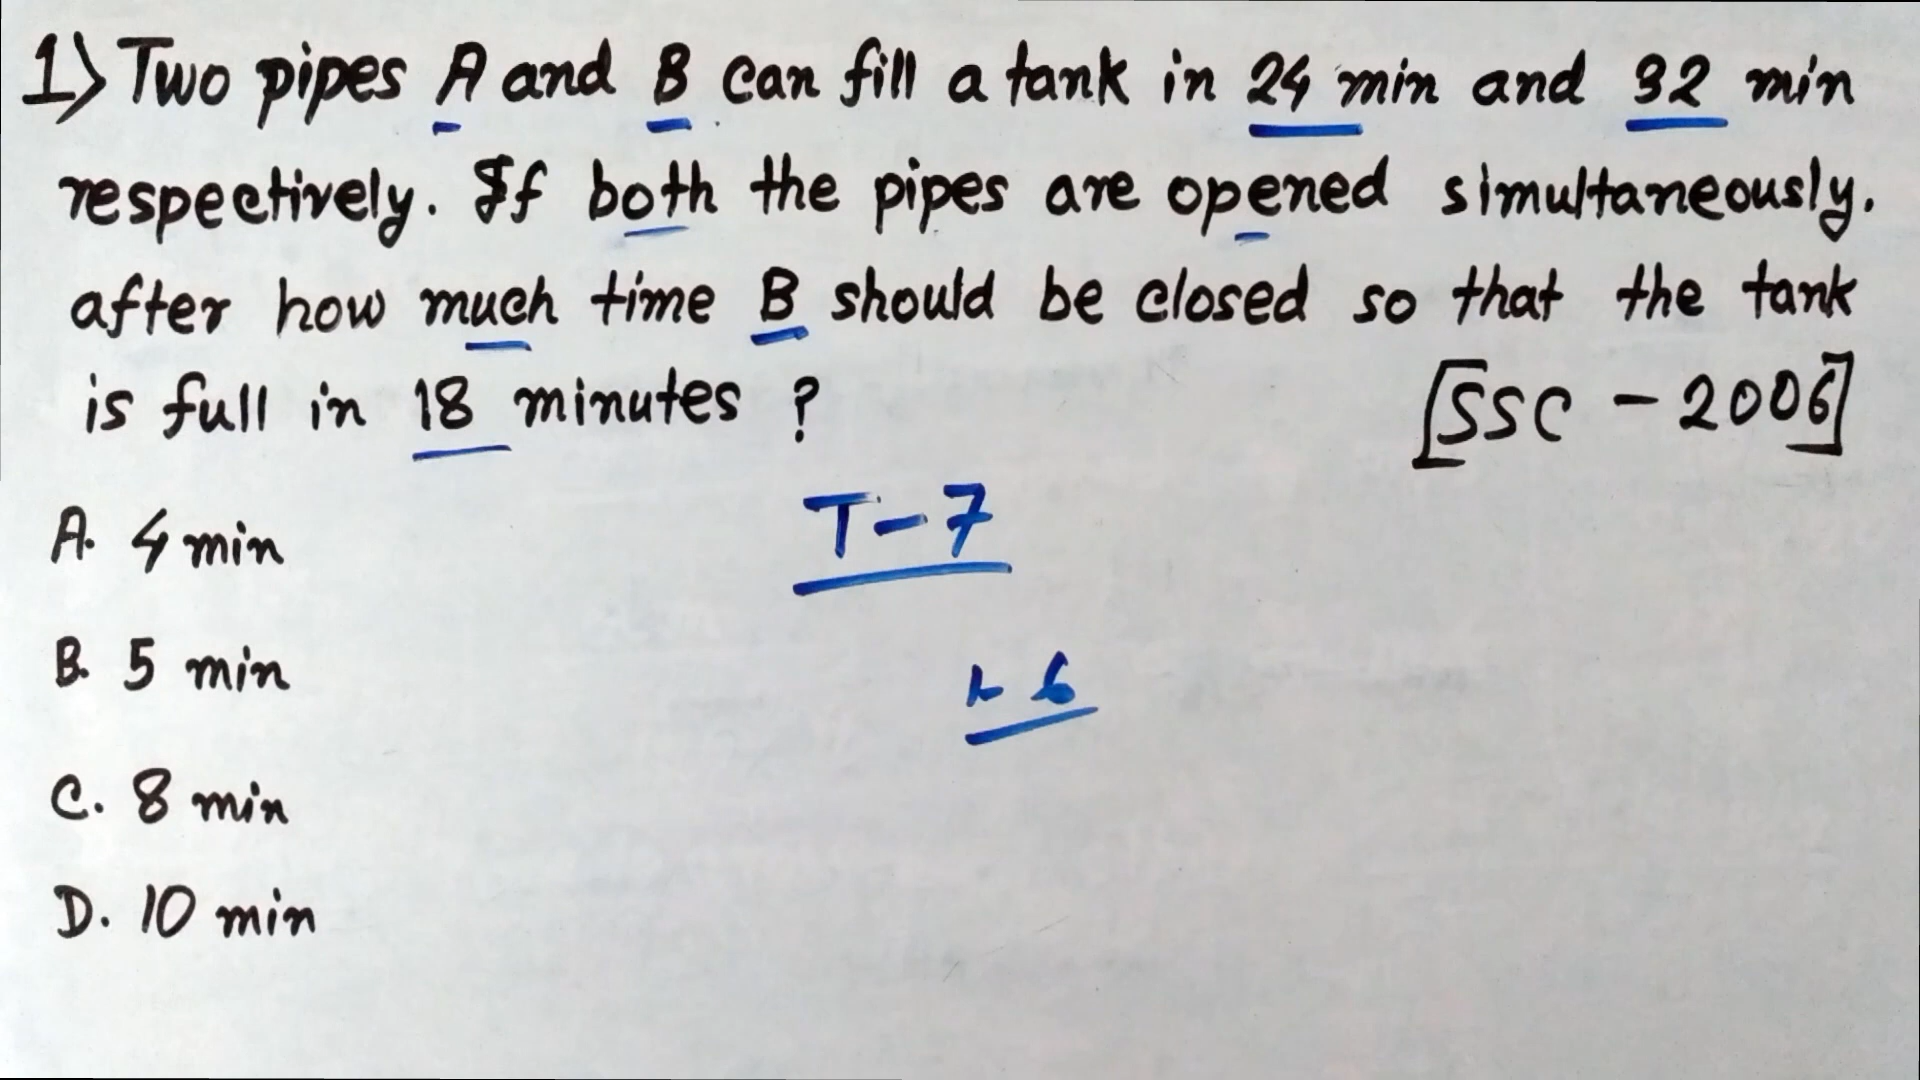 1) Two pipes A and B can fill a tank in 24 min and 32 min
respectively. If both the pipes are opened simultaneously.
after how much time B should be closed so that the tank
is full in 18 minutes ?
[SSC - 2006]
A. 4 min
T-7
B. 5 min
C. 8 min
D. 10 min